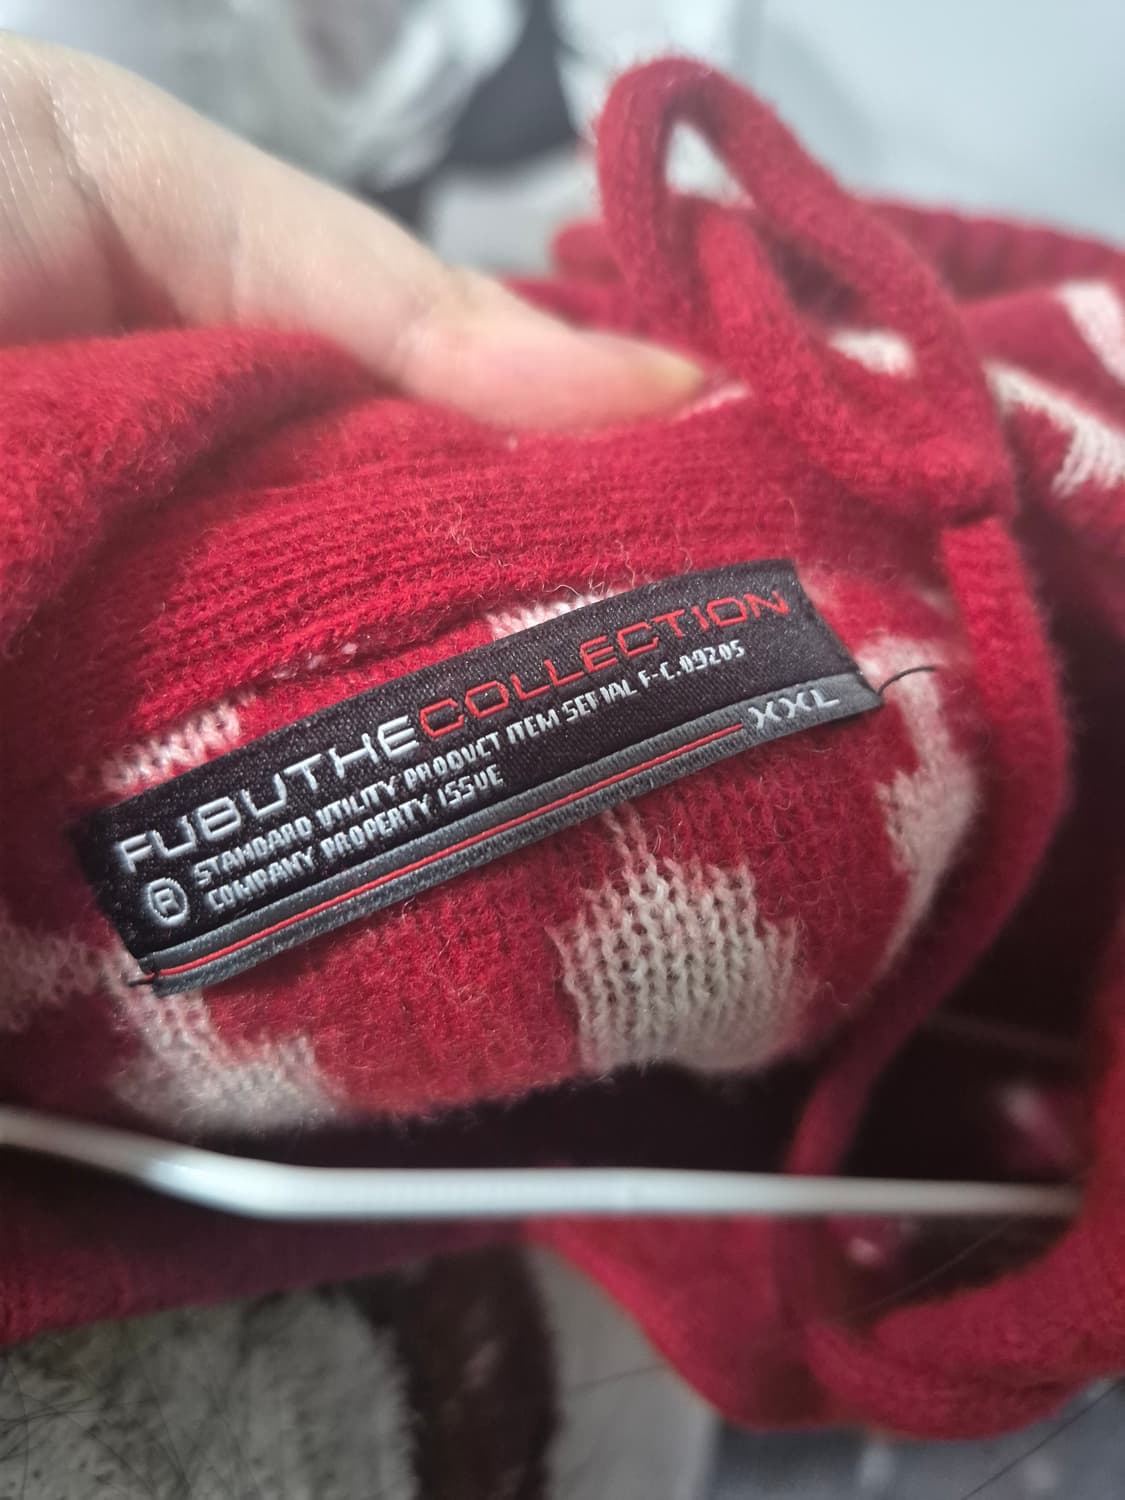 FUBUTHECOLLECTION
STANDARD UTILITY PRODUCT ITEM SERIAL F-C.09205
® COMPANY PROPERTY ISSUE
XXL